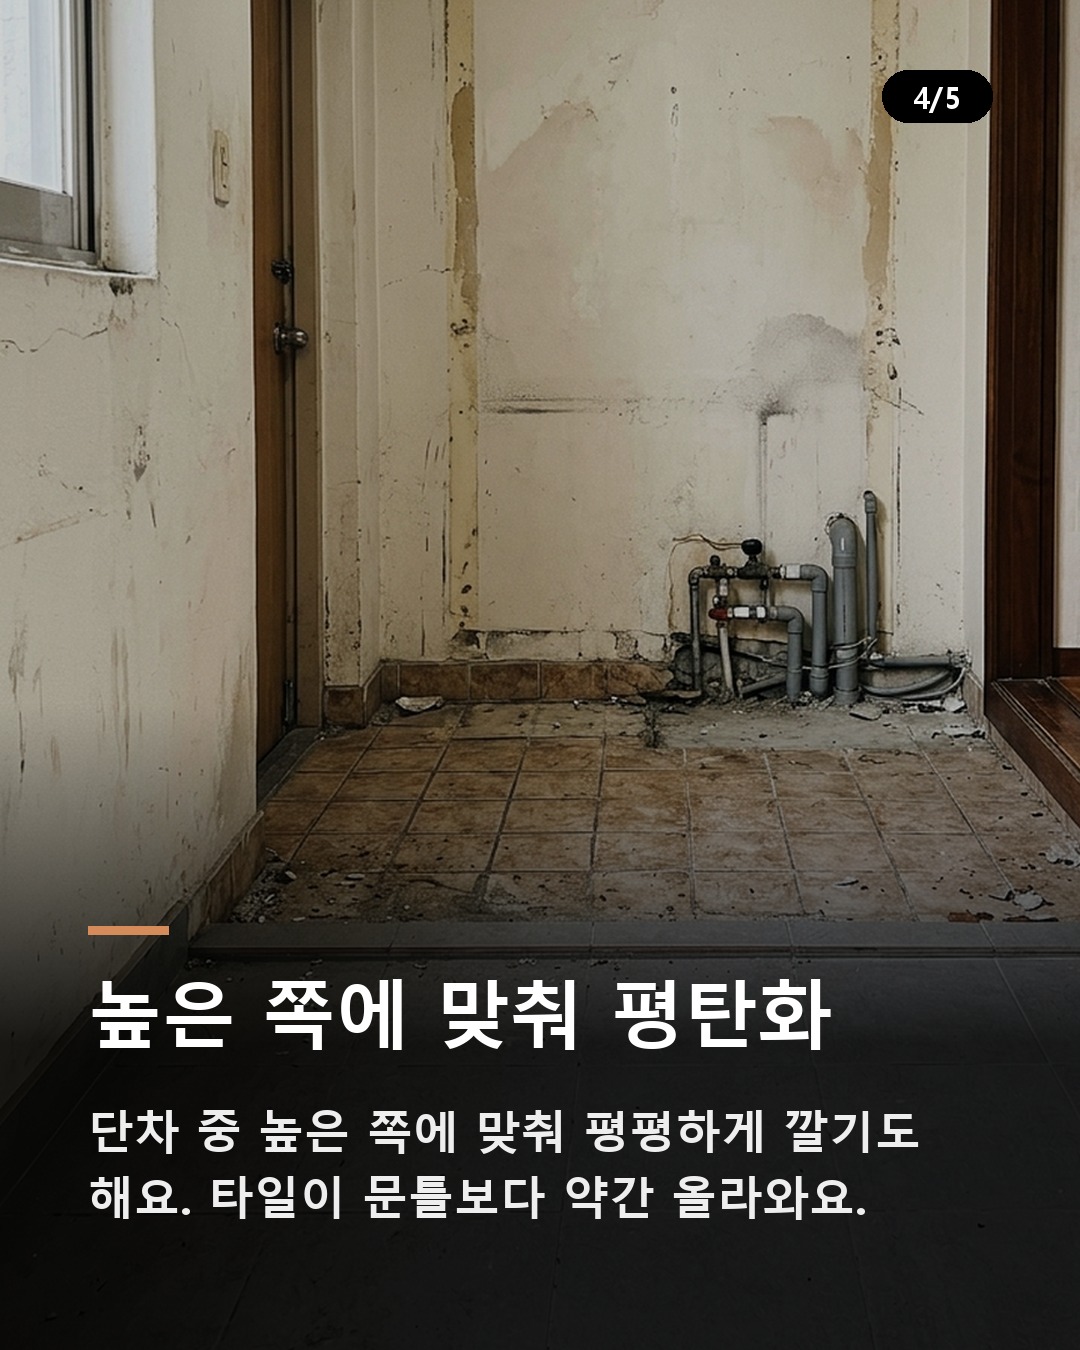 4/5
높은 쪽에 맞춰 평탄화
단차 중 높은 쪽에 맞춰 평평하게 깔기도
해요. 타일이 문틀보다 약간 올라와요.